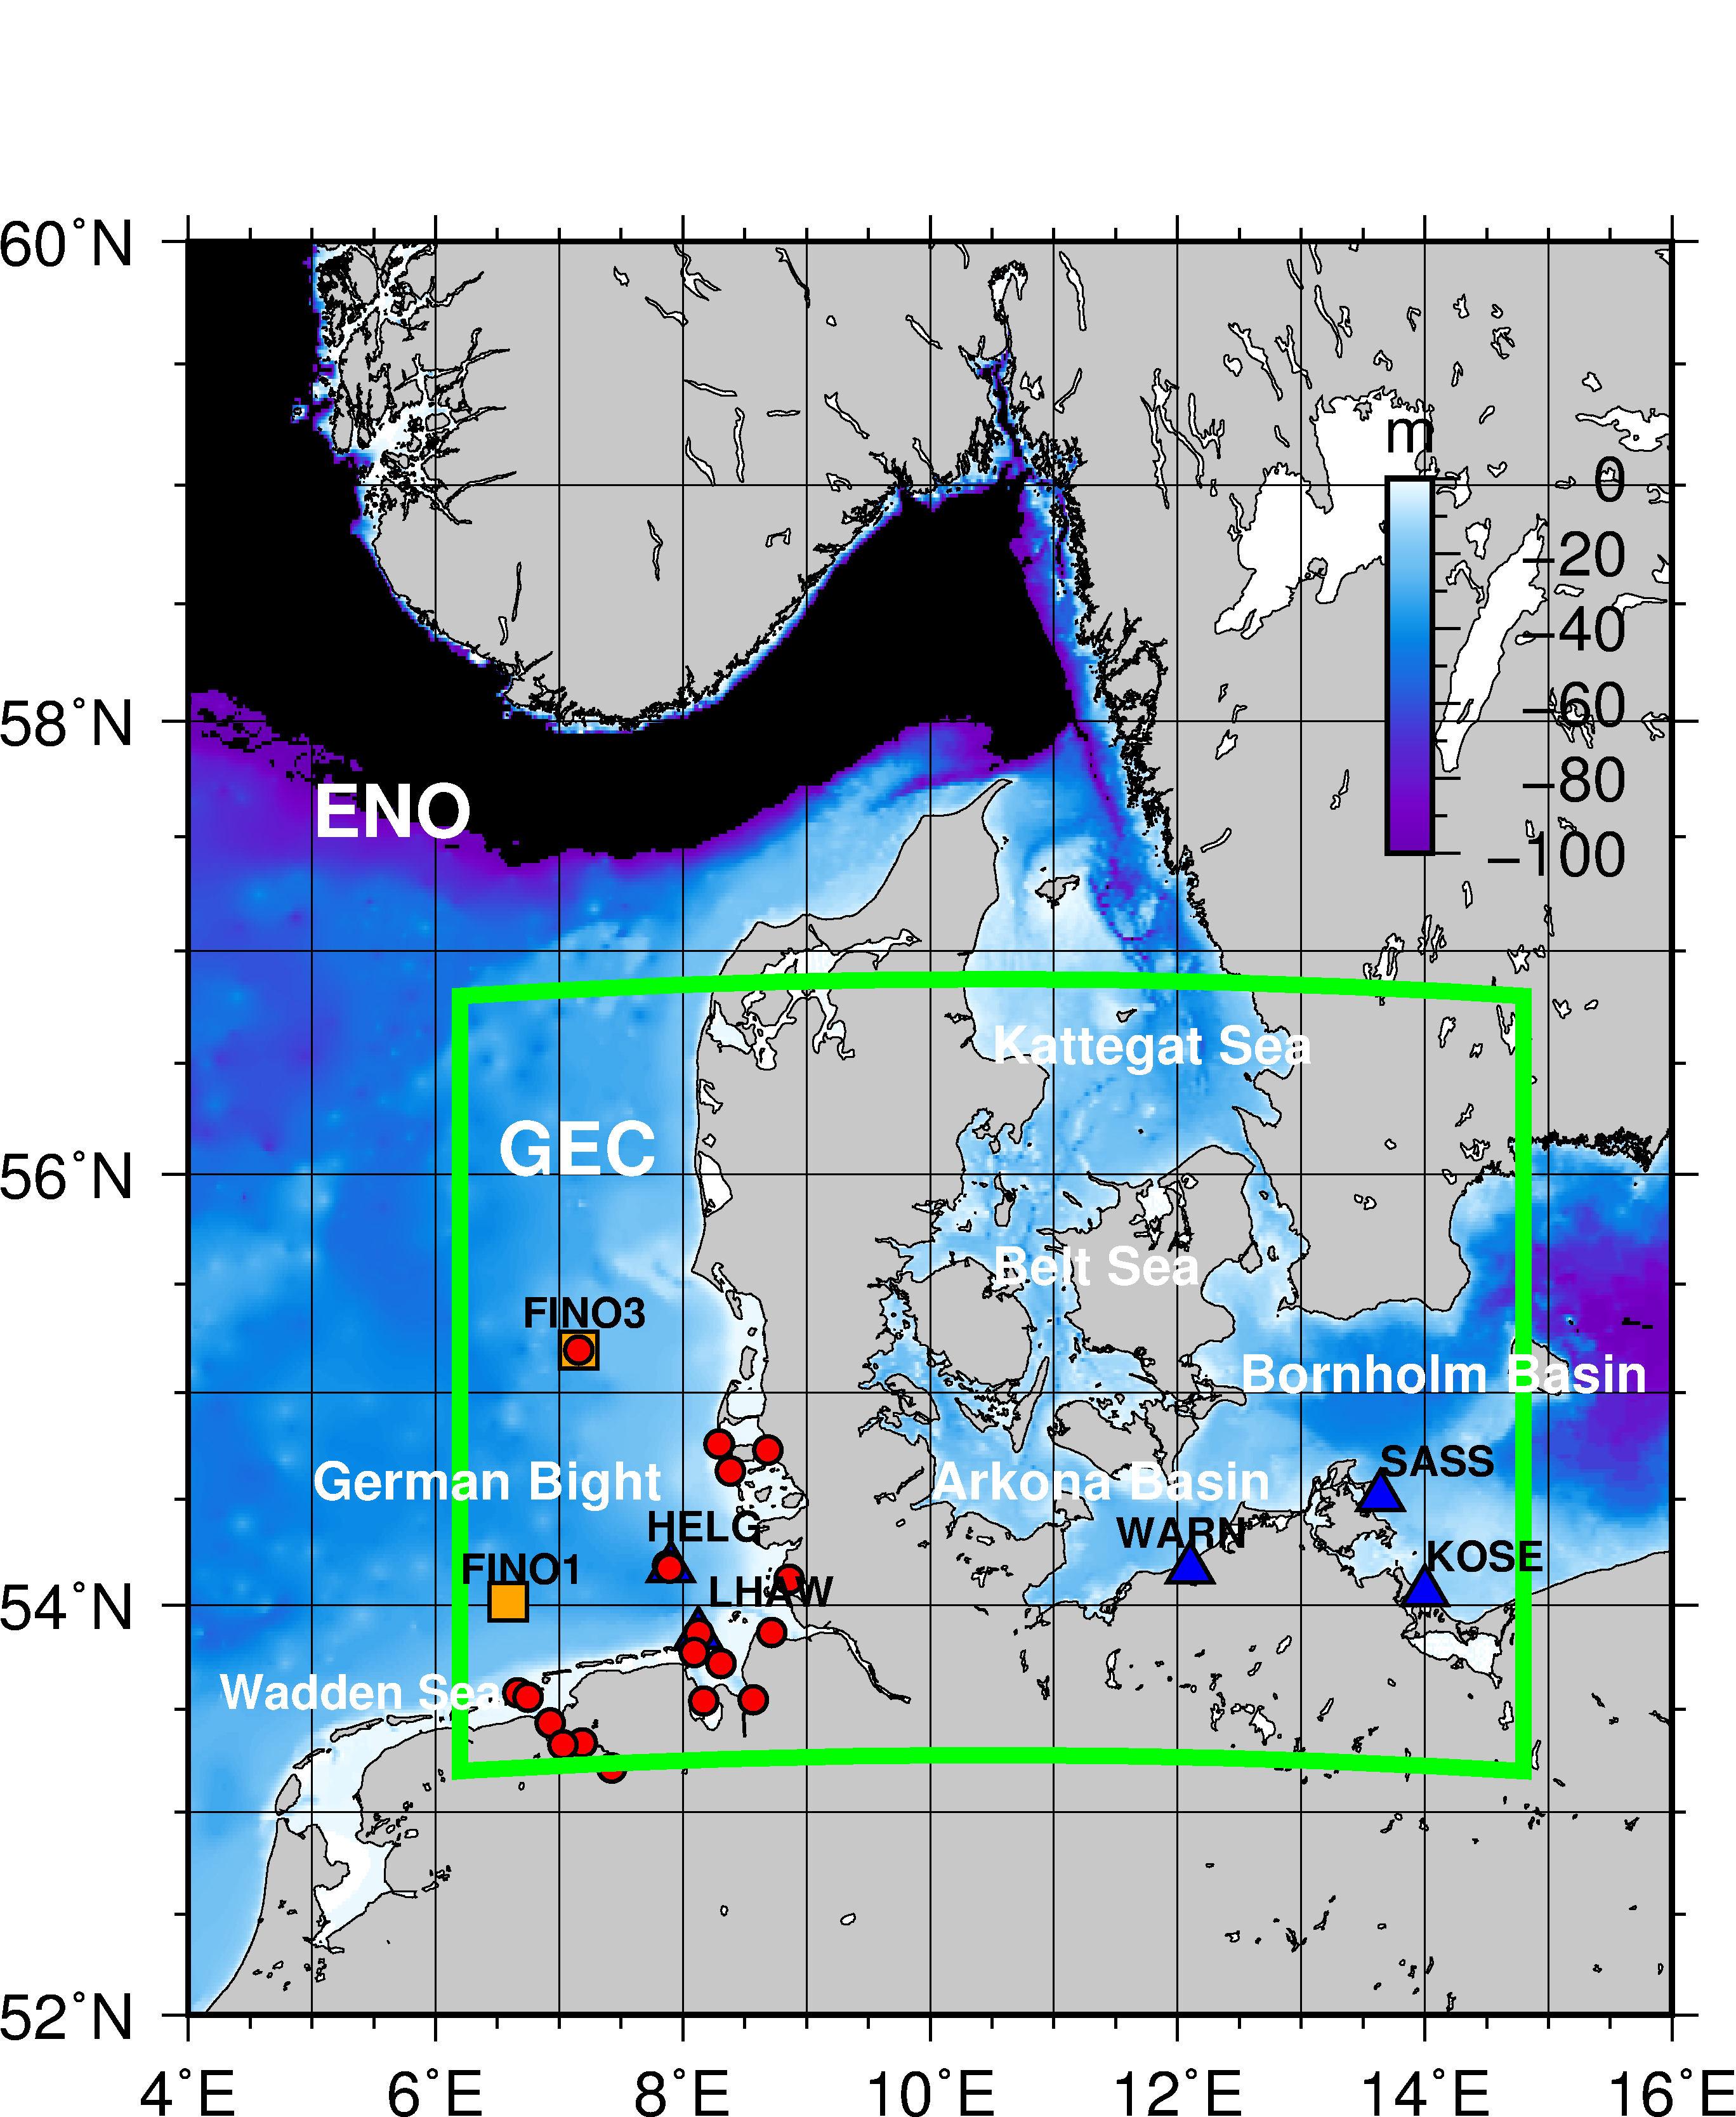 60°N
m
0
−20
−40
58°N
−60
−80
ENO
−100
Kattegat Sea
GEC
56°N
Belt Sea
FINO3
Bornholm Basin
SASS
German Bight
Arkona Basin
HELG
WARN
KOSE
FINO1
LHAW
54°N
Wadden Sea
52°N
4°E 6°E 8°E 10°E 12°E 14°E 16°E